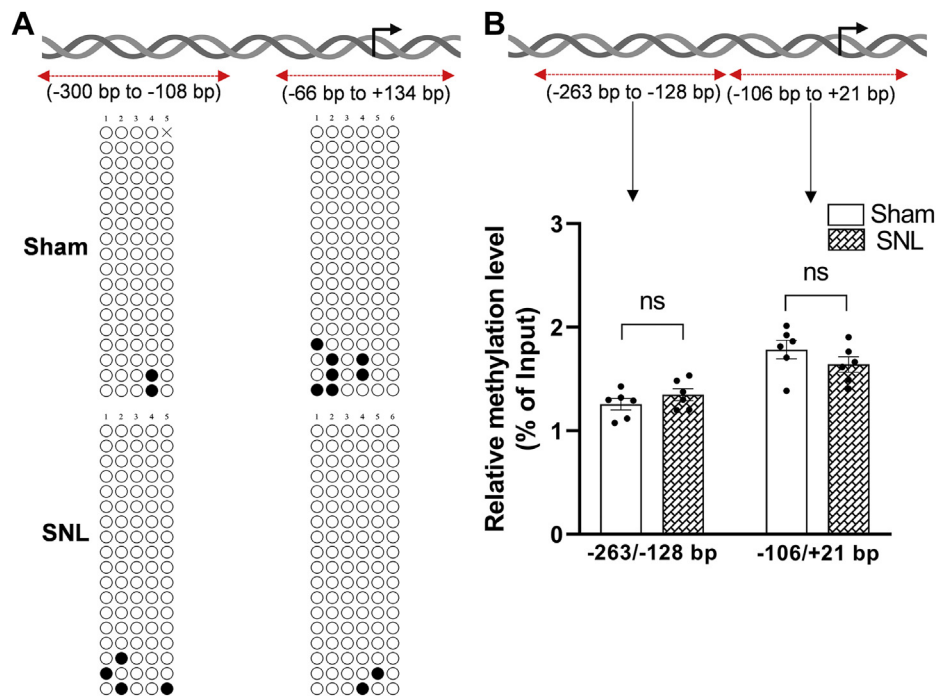 A
(-300 bp to -108 bp)
(-66 bp to +134 bp)
1 2 3 4 5
1 2 3 4 5 6
Sham
1 2 3 4 5
1 2 3 4 5 6
SNL
B
(-263 bp to -128 bp)
(-106 bp to +21 bp)
Sham
SNL
Relative methylation level
(% of Input)
3
2
1
0
ns
ns
-263/-128 bp
-106/+21 bp